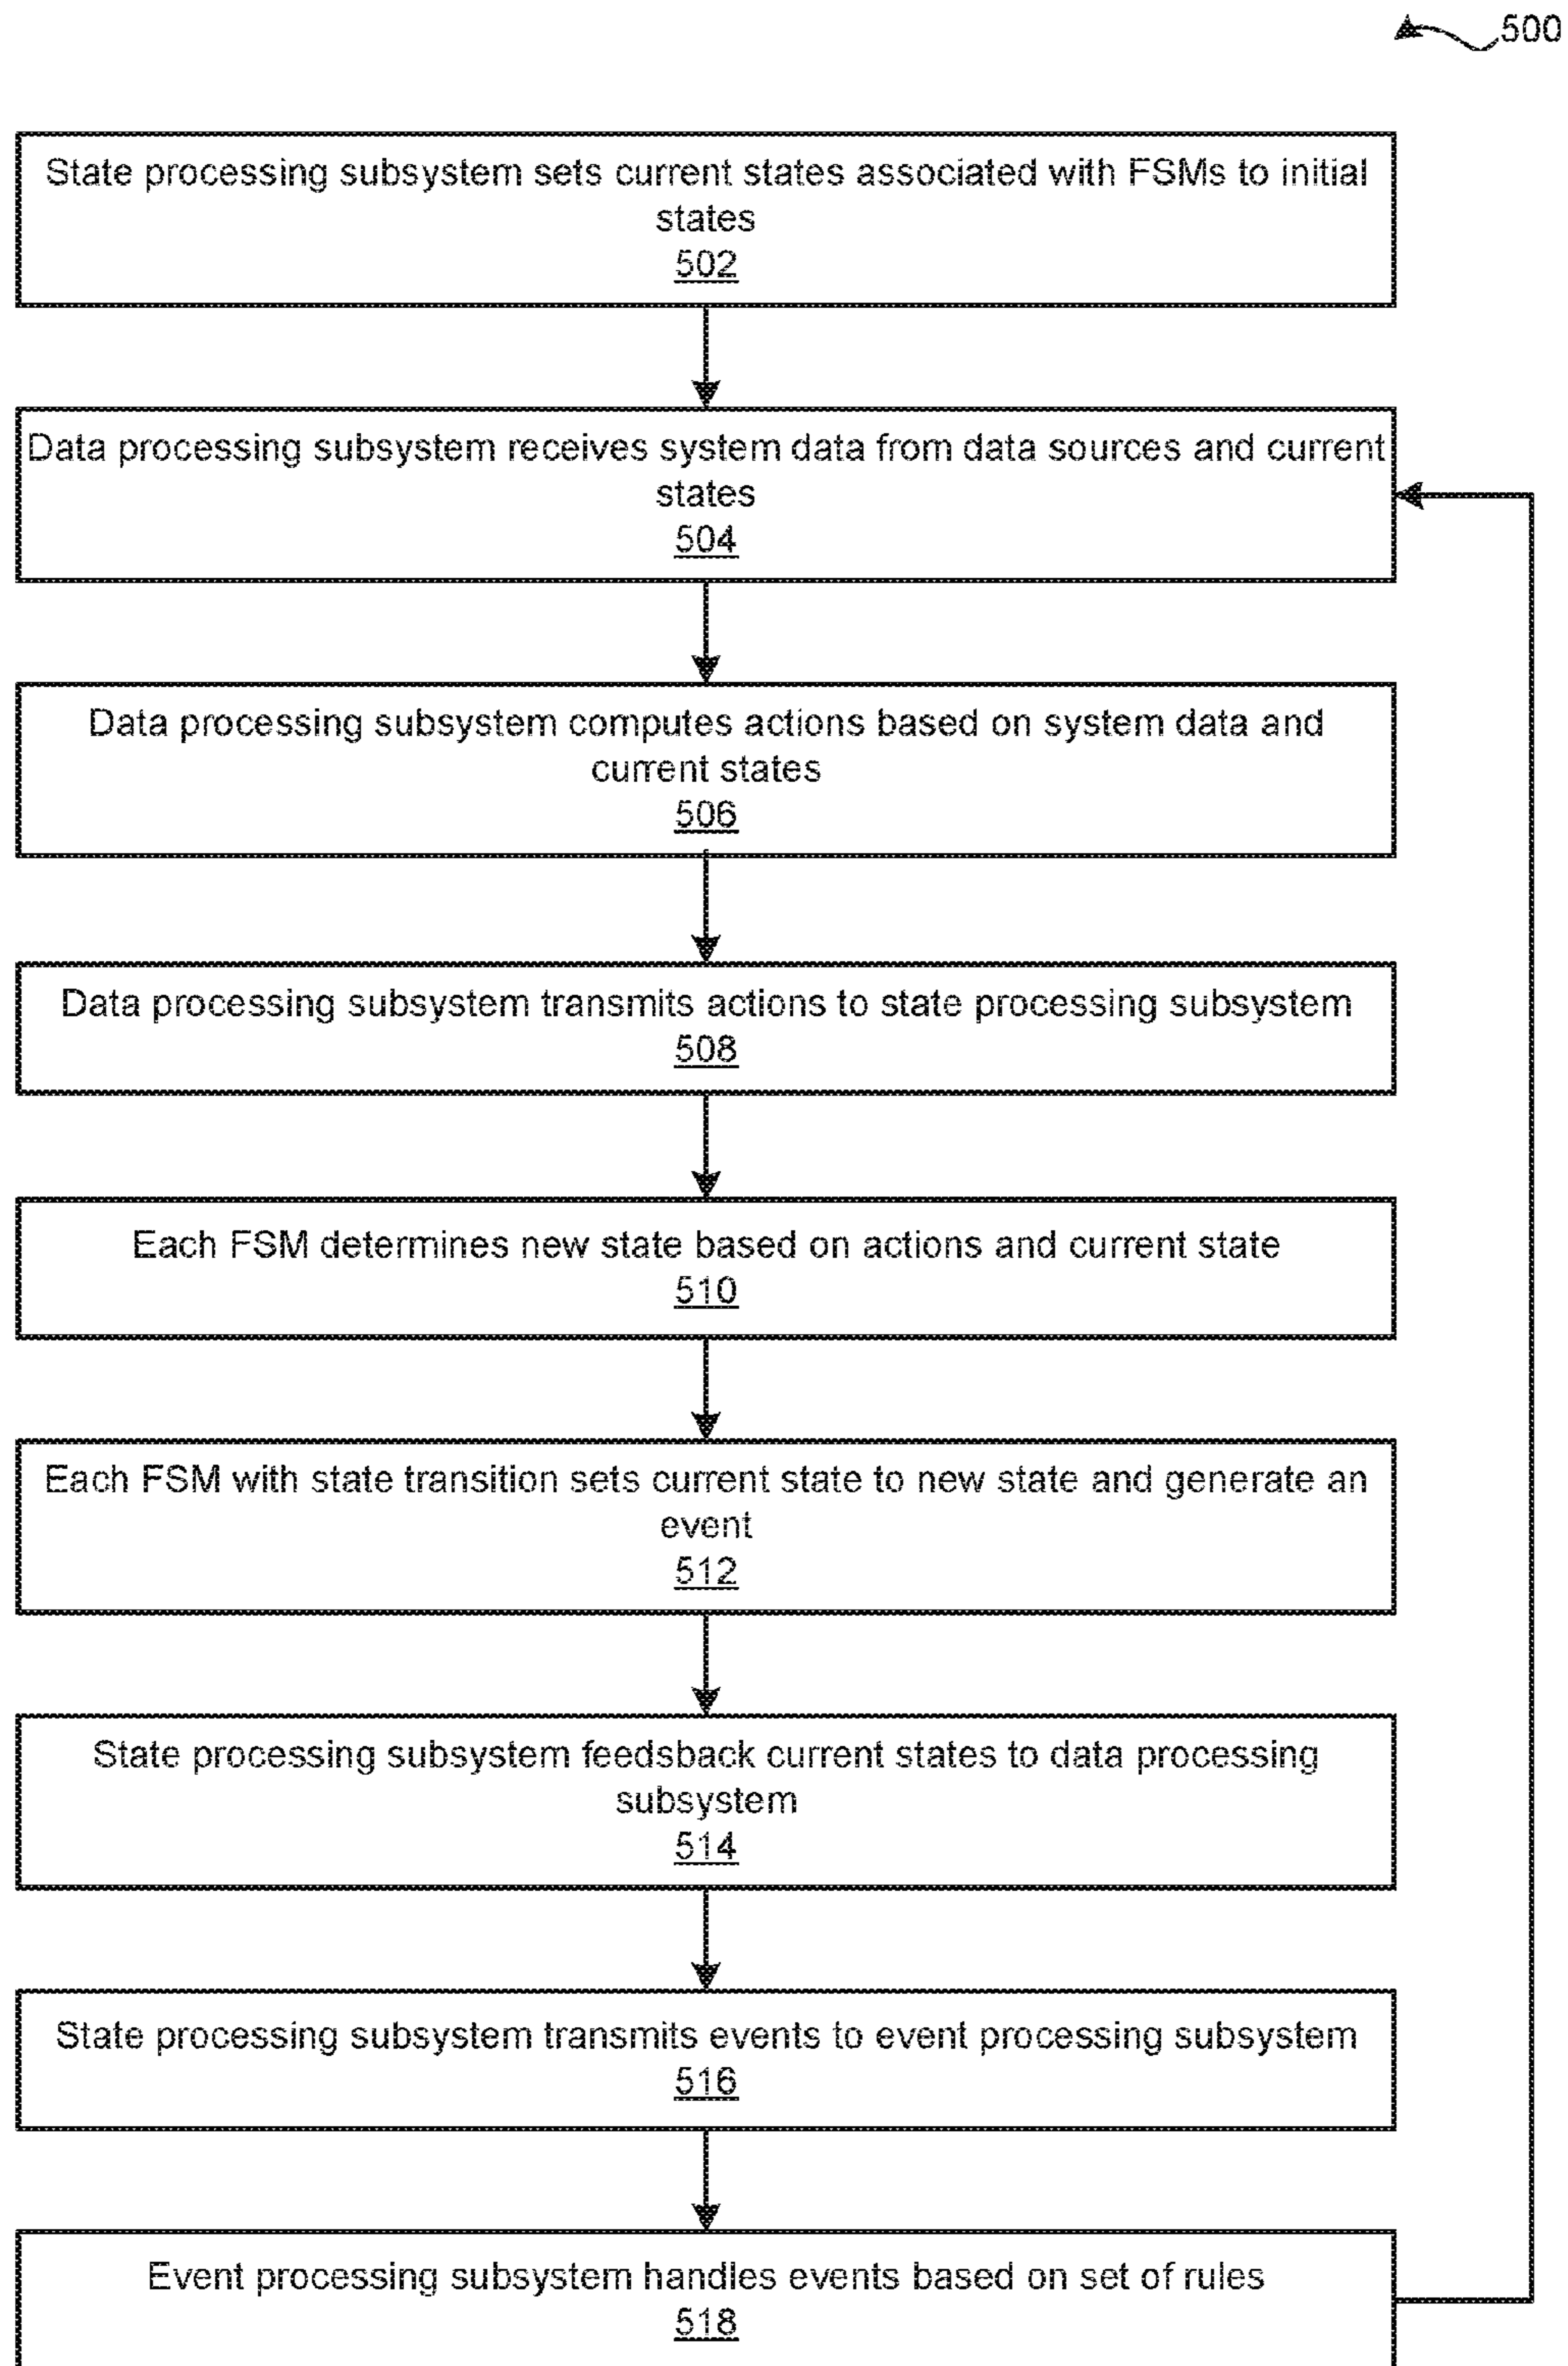 500
State processing subsystem sets current states associated with FSMs to initial
states
502
Data processing subsystem receives system data from data sources and current
states
504
Data processing subsystem computes actions based on system data and
current states
506
Data processing subsystem transmits actions to state processing subsystem
508
Each FSM determines new state based on actions and current state
510
Each FSM with state transition sets current state to new state and generate an
event
512
State processing subsystem feedsback current states to data processing
subsystem
514
State processing subsystem transmits events to event processing subsystem
516
Event processing subsystem handles events based on set of rules
518